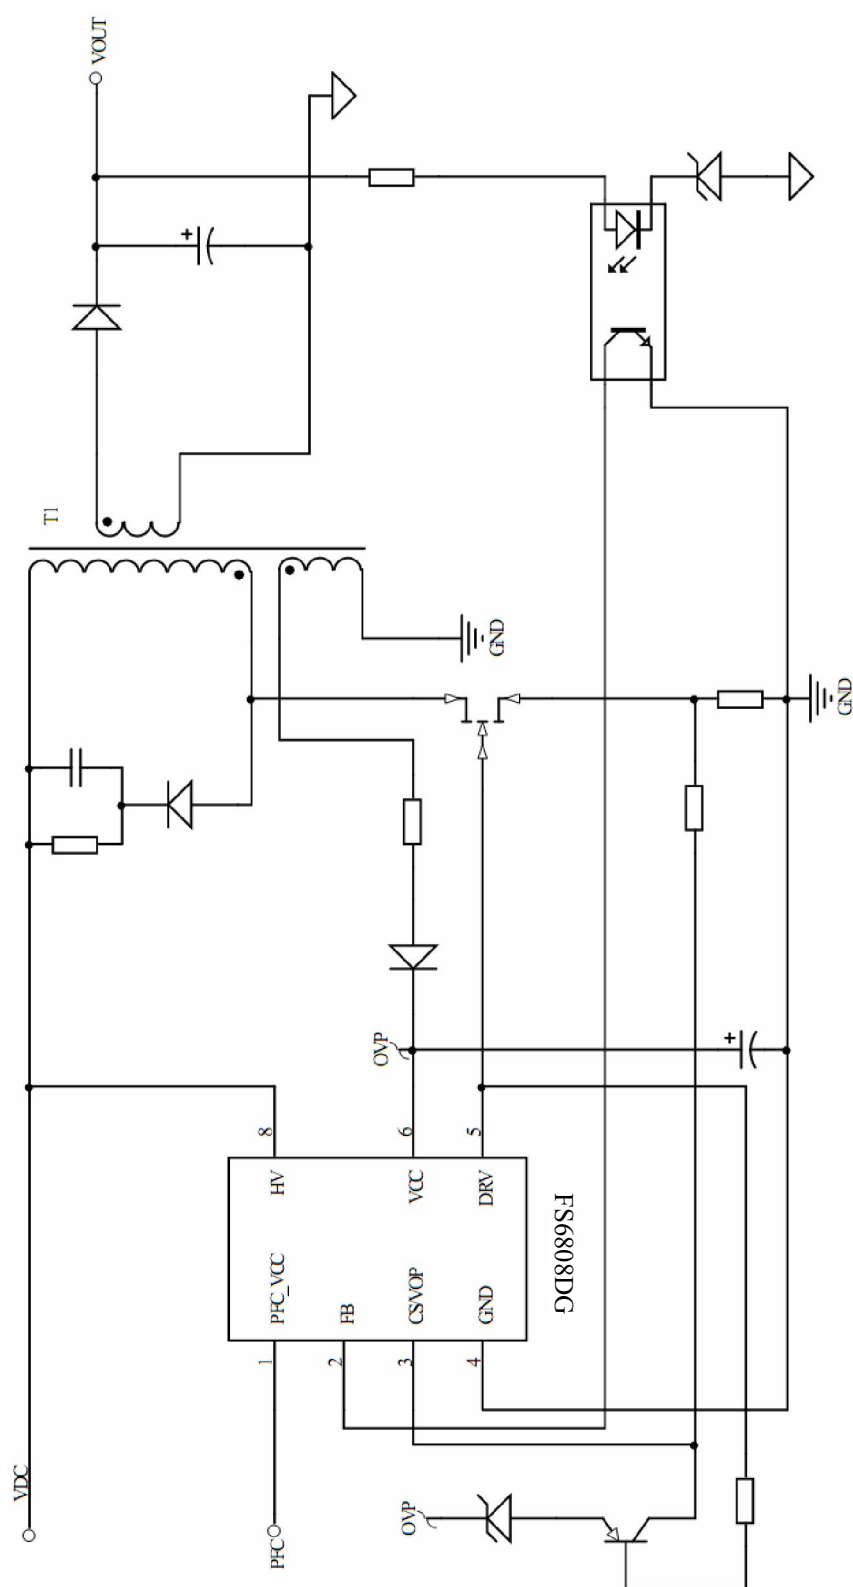 VOUT
T1
GND
GND
OVP
8
6
5
HV
VCC
DRV
FS6808DG
PFC_VCC
FB
CS/VOP
GND
1
2
3
4
VDC
OVP
PFC
+
+